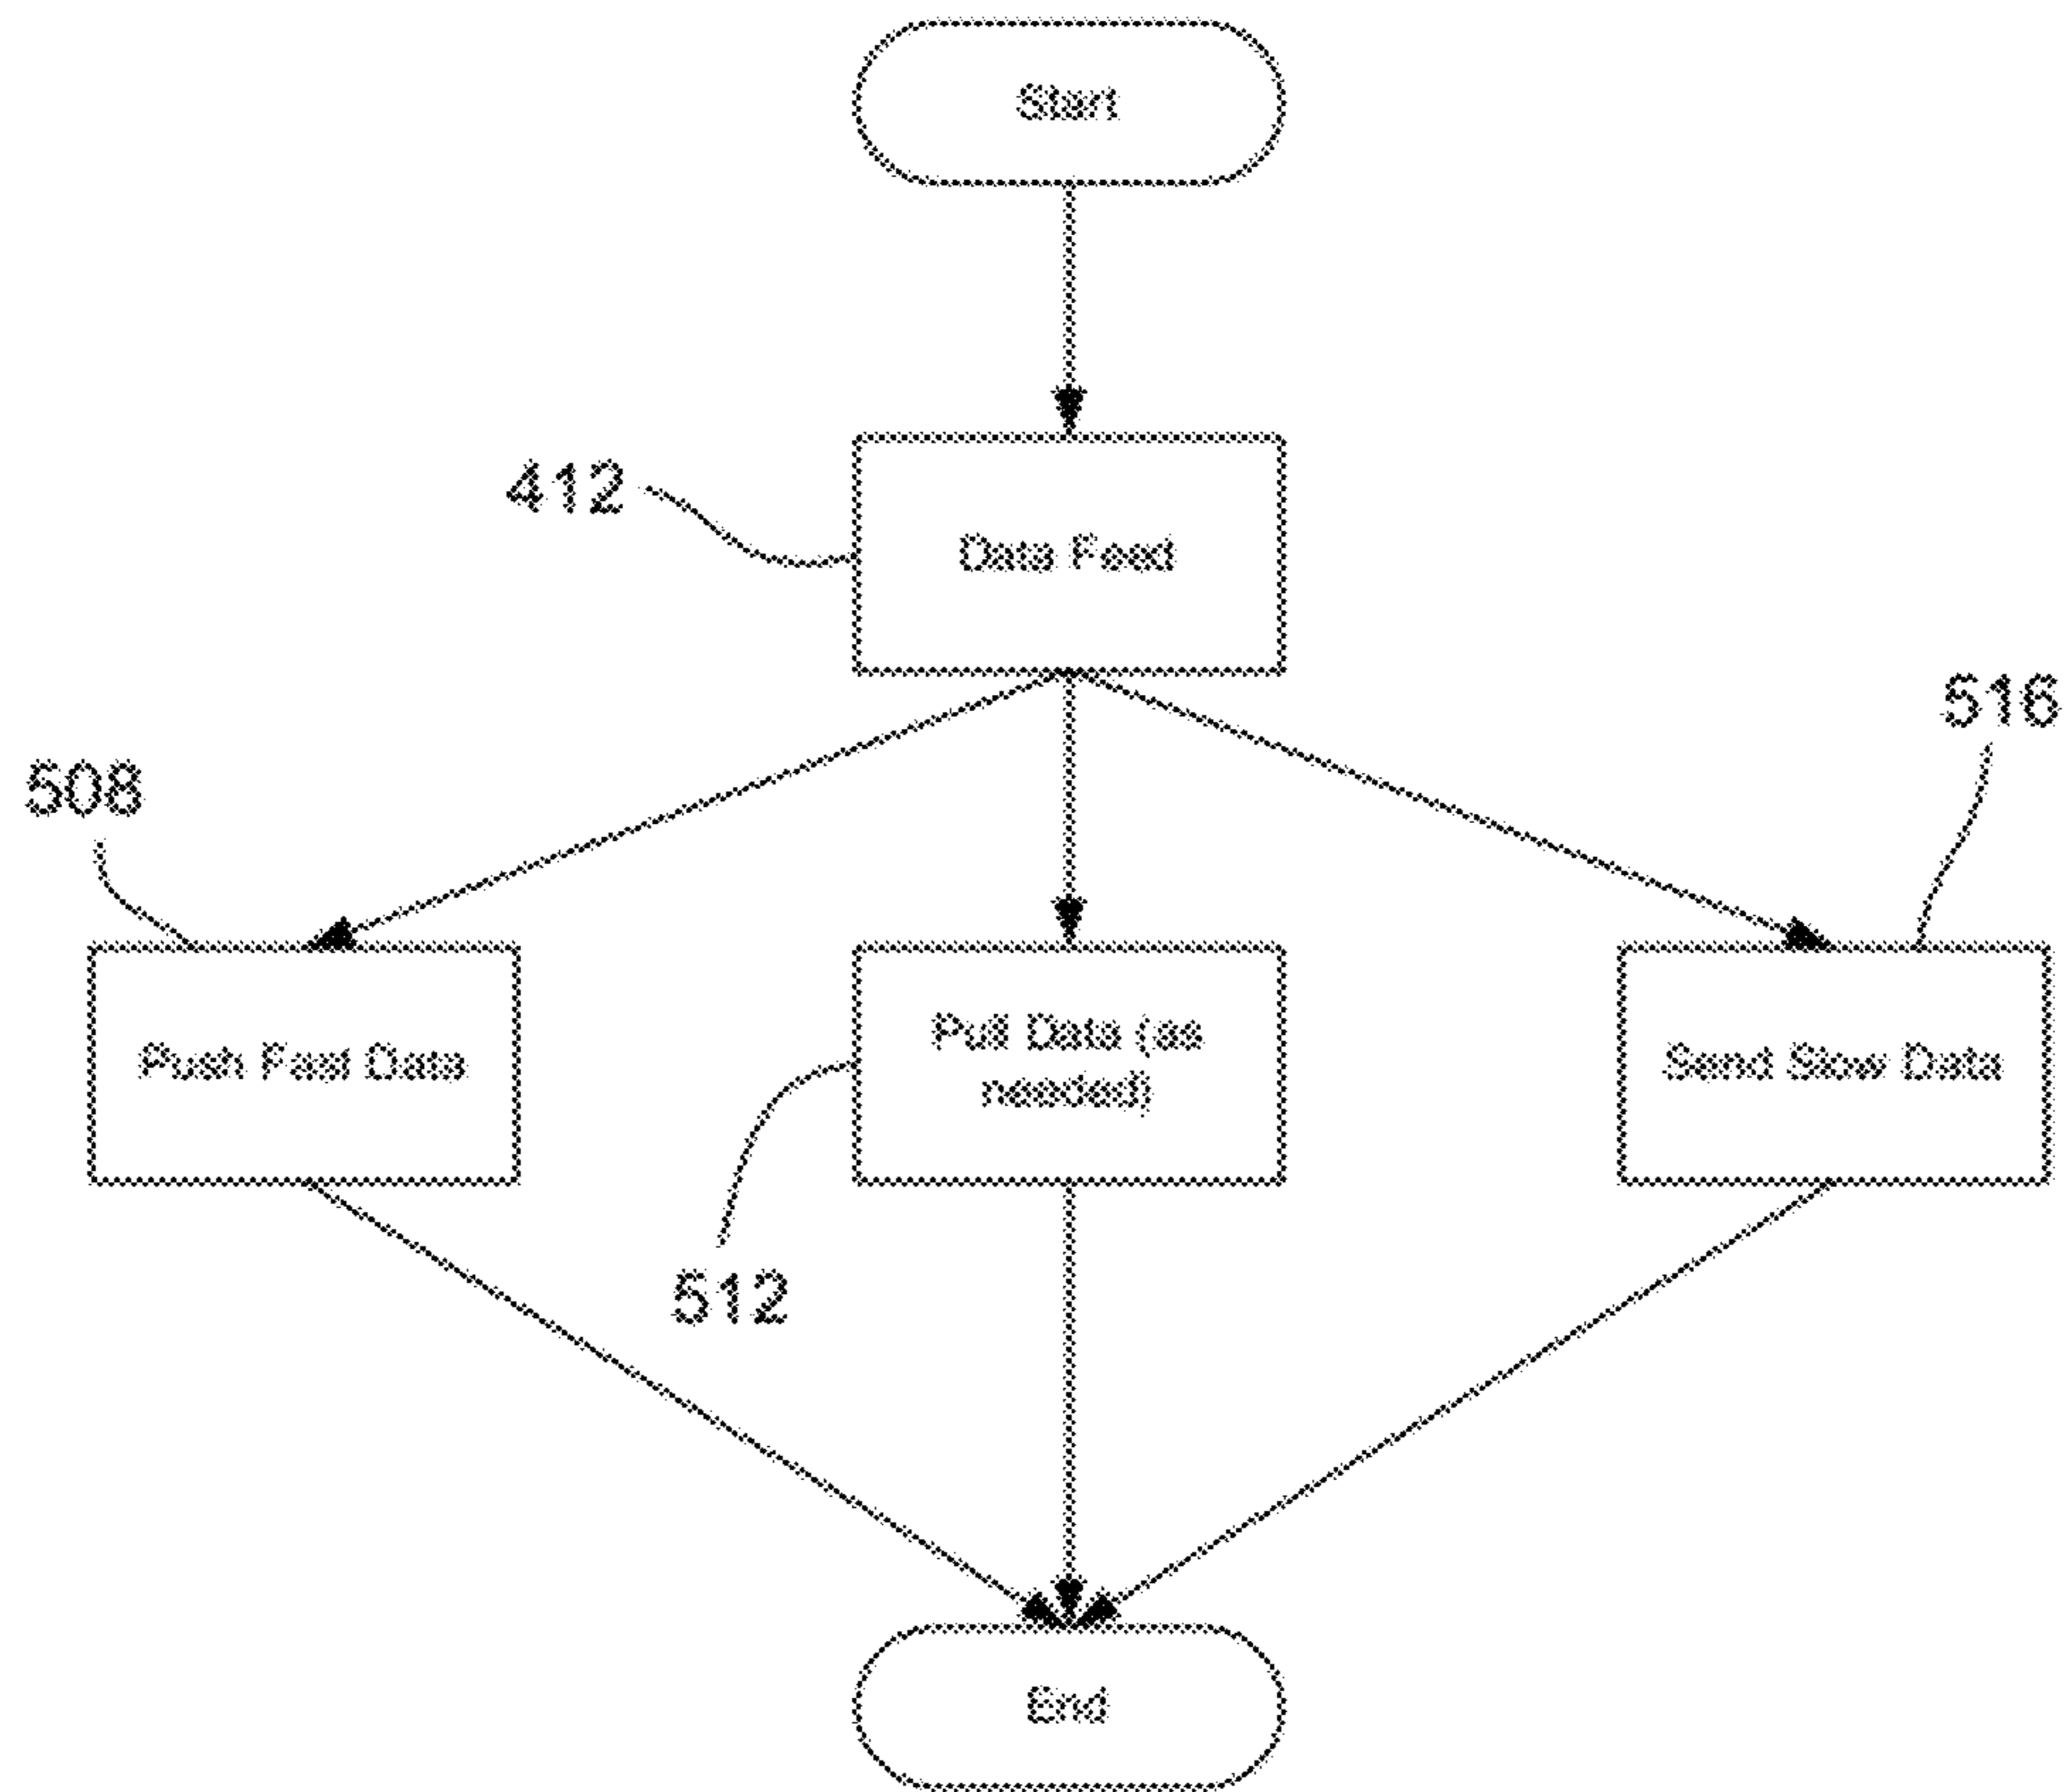 Start
412
Data Feed
516
508
Push Fast Data
Pull Data (as
needed)
Send Slow Data
512
End